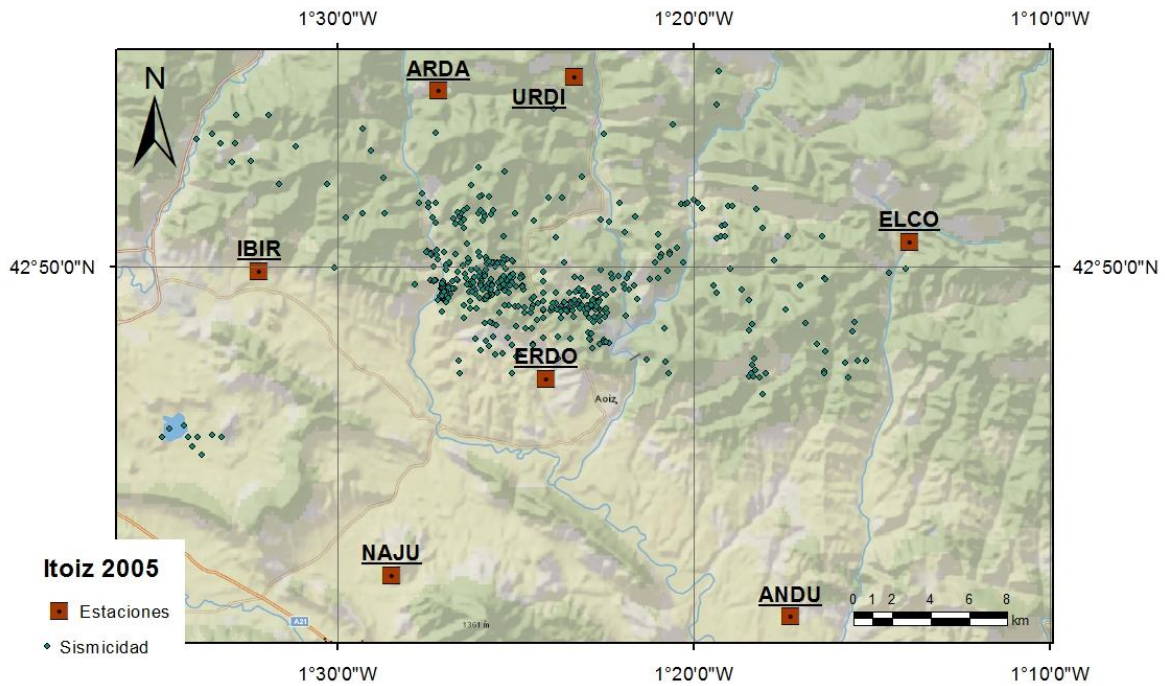 1°30'0"W 1°20'0"W 1°10'0"W
N
ARDA
URDI
ELCO
IBIR
42°50'0"N 42°50'0"N
ERDO
Aoiz
NAJU
ANDU
Itoiz 2005
Estaciones
Sismicidad
A21
1361 m
0 1 2 4 6 8
km
1°30'0"W 1°20'0"W 1°10'0"W